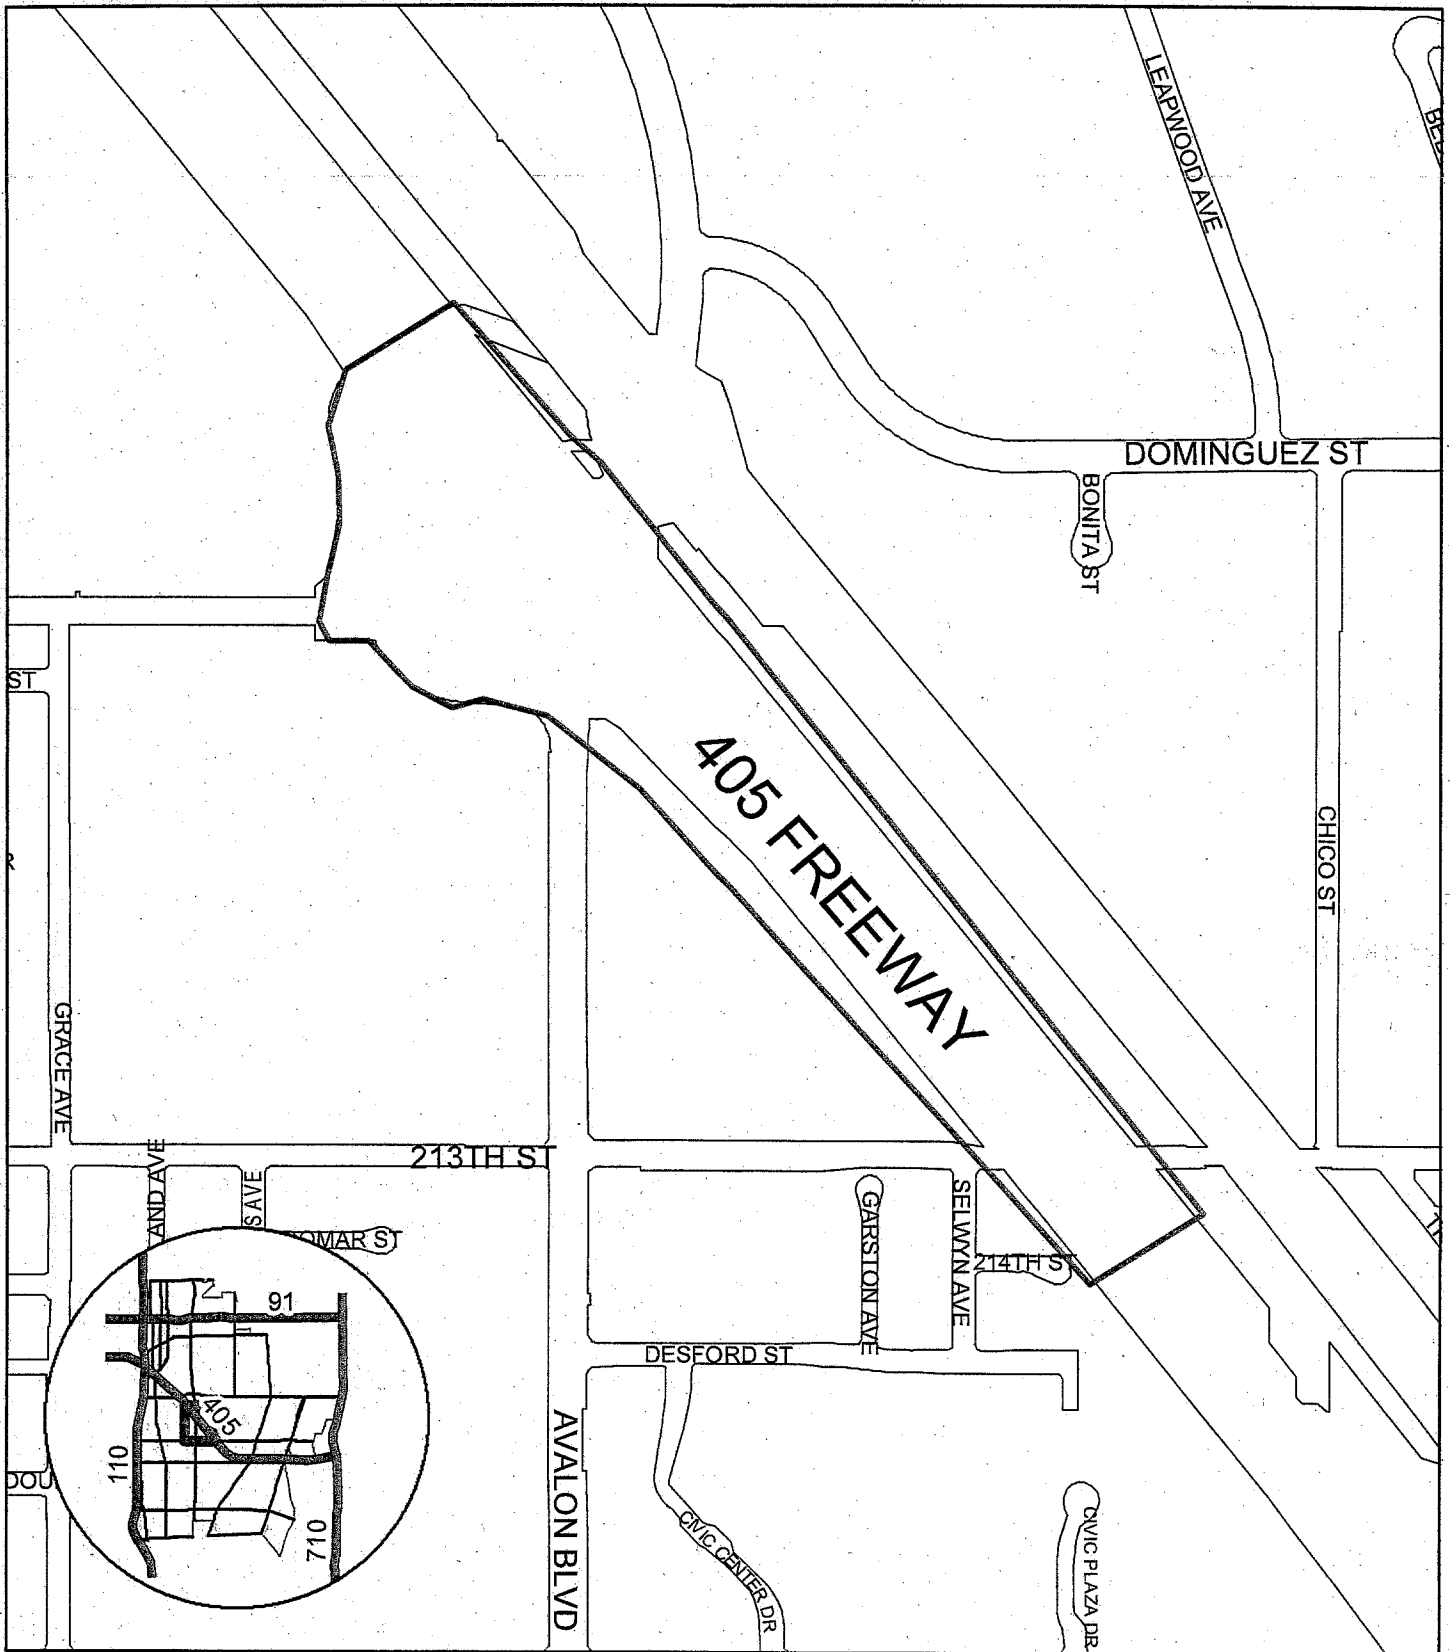 LEAPWOOD AVE
DOMINGUEZ ST
BONITA ST
ST
405 FREEWAY
CHICO ST
GRACE AVE
213TH ST
AND AVE
S AVE
OMAR ST
GARSTON AVE
SELWYN AVE
214TH ST
DESFORD ST
91
405
110
710
DOU
AVALON BLVD
CIVIC CENTER DR
CIVIC PLAZA DR